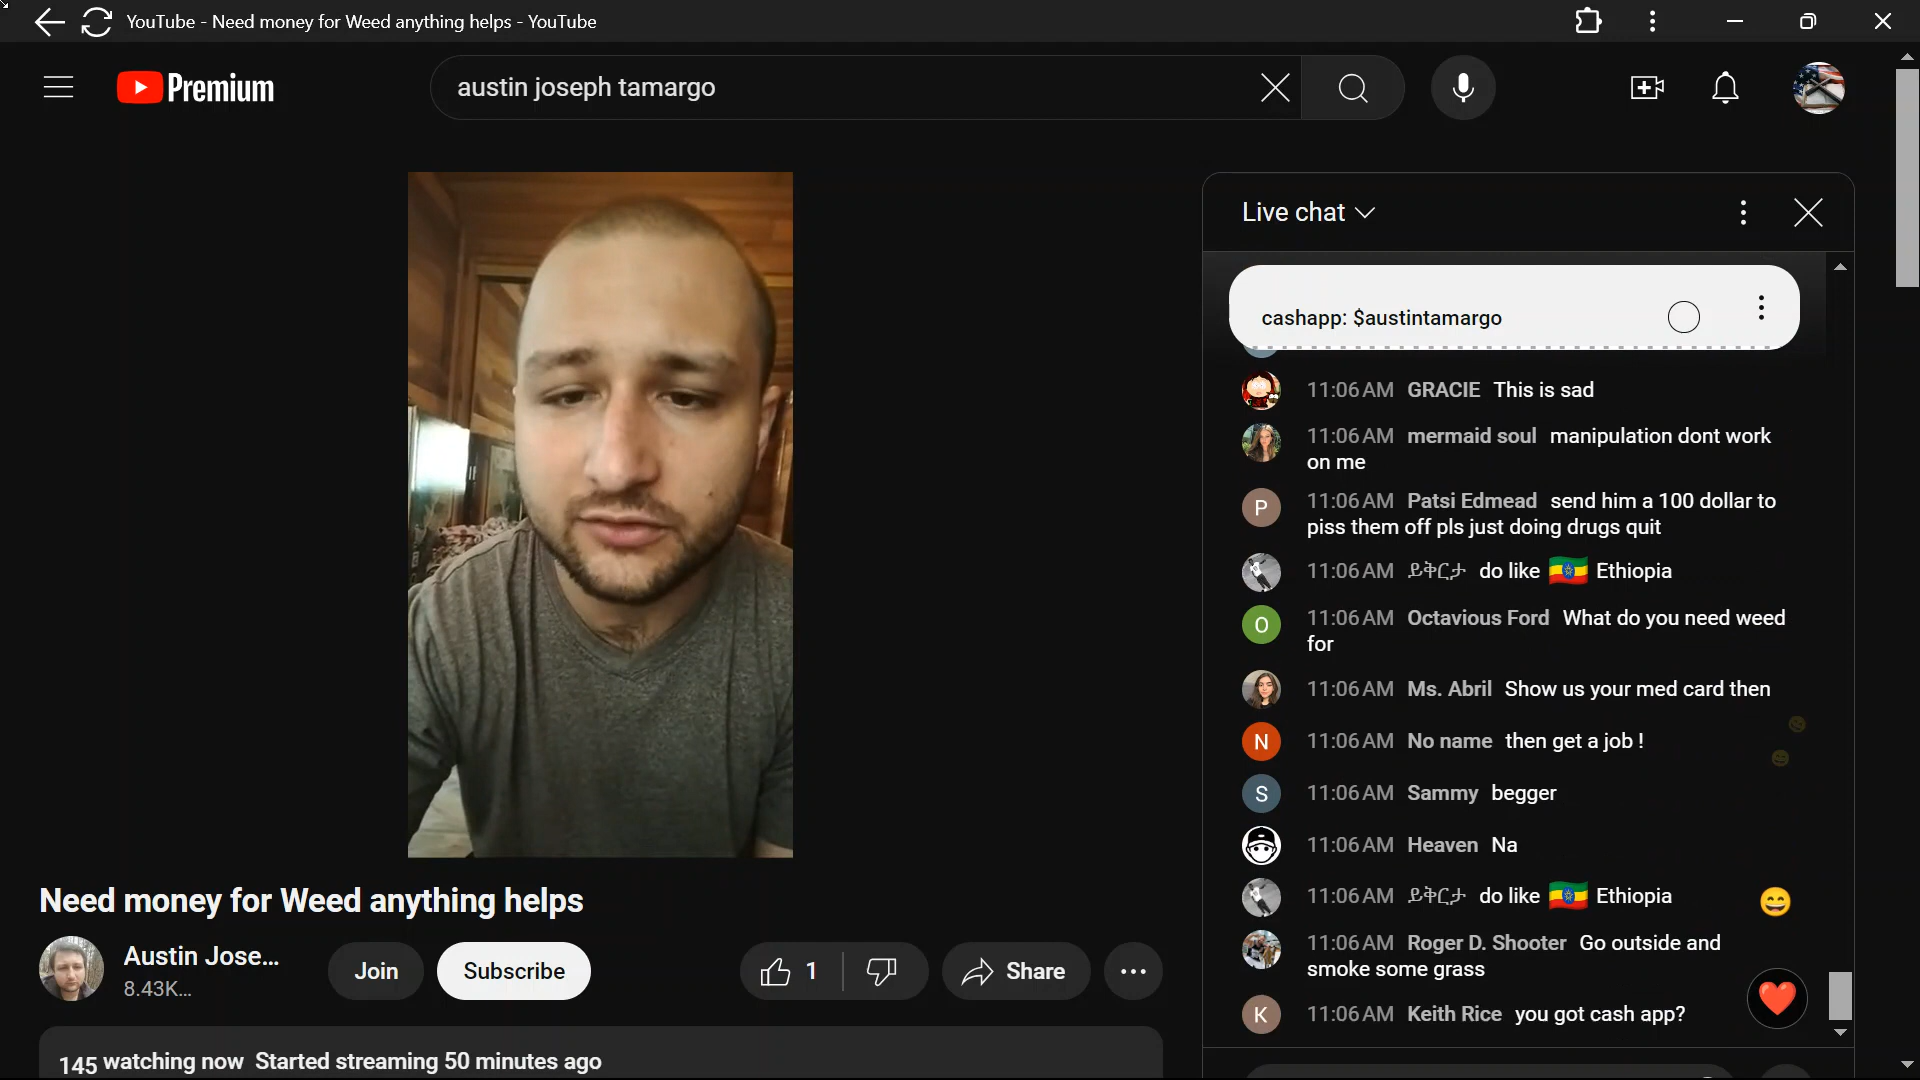 YouTube - Need money for Weed anything helps - YouTube
Premium
austin joseph tamargo
Live chat
cashapp: $austintamargo
11:06 AM GRACIE This is sad
11:06 AM mermaid soul manipulation dont work
on me
P
11:06 AM Patsi Edmead send him a 100 dollar to
piss them off pls just doing drugs quit
11:06 AM ይቅርታ do like 🇪🇹 Ethiopia
O
11:06 AM Octavious Ford What do you need weed
for
11:06 AM Ms. Abril Show us your med card then
N
11:06 AM No name then get a job !
S
11:06 AM Sammy begger
11:06 AM Heaven Na
11:06 AM ይቅርታ do like 🇪🇹 Ethiopia
11:06 AM Roger D. Shooter Go outside and
smoke some grass
K
11:06 AM Keith Rice you got cash app?
Need money for Weed anything helps
Austin Jose...
8.43K...
Join
Subscribe
1
Share
145 watching now Started streaming 50 minutes ago